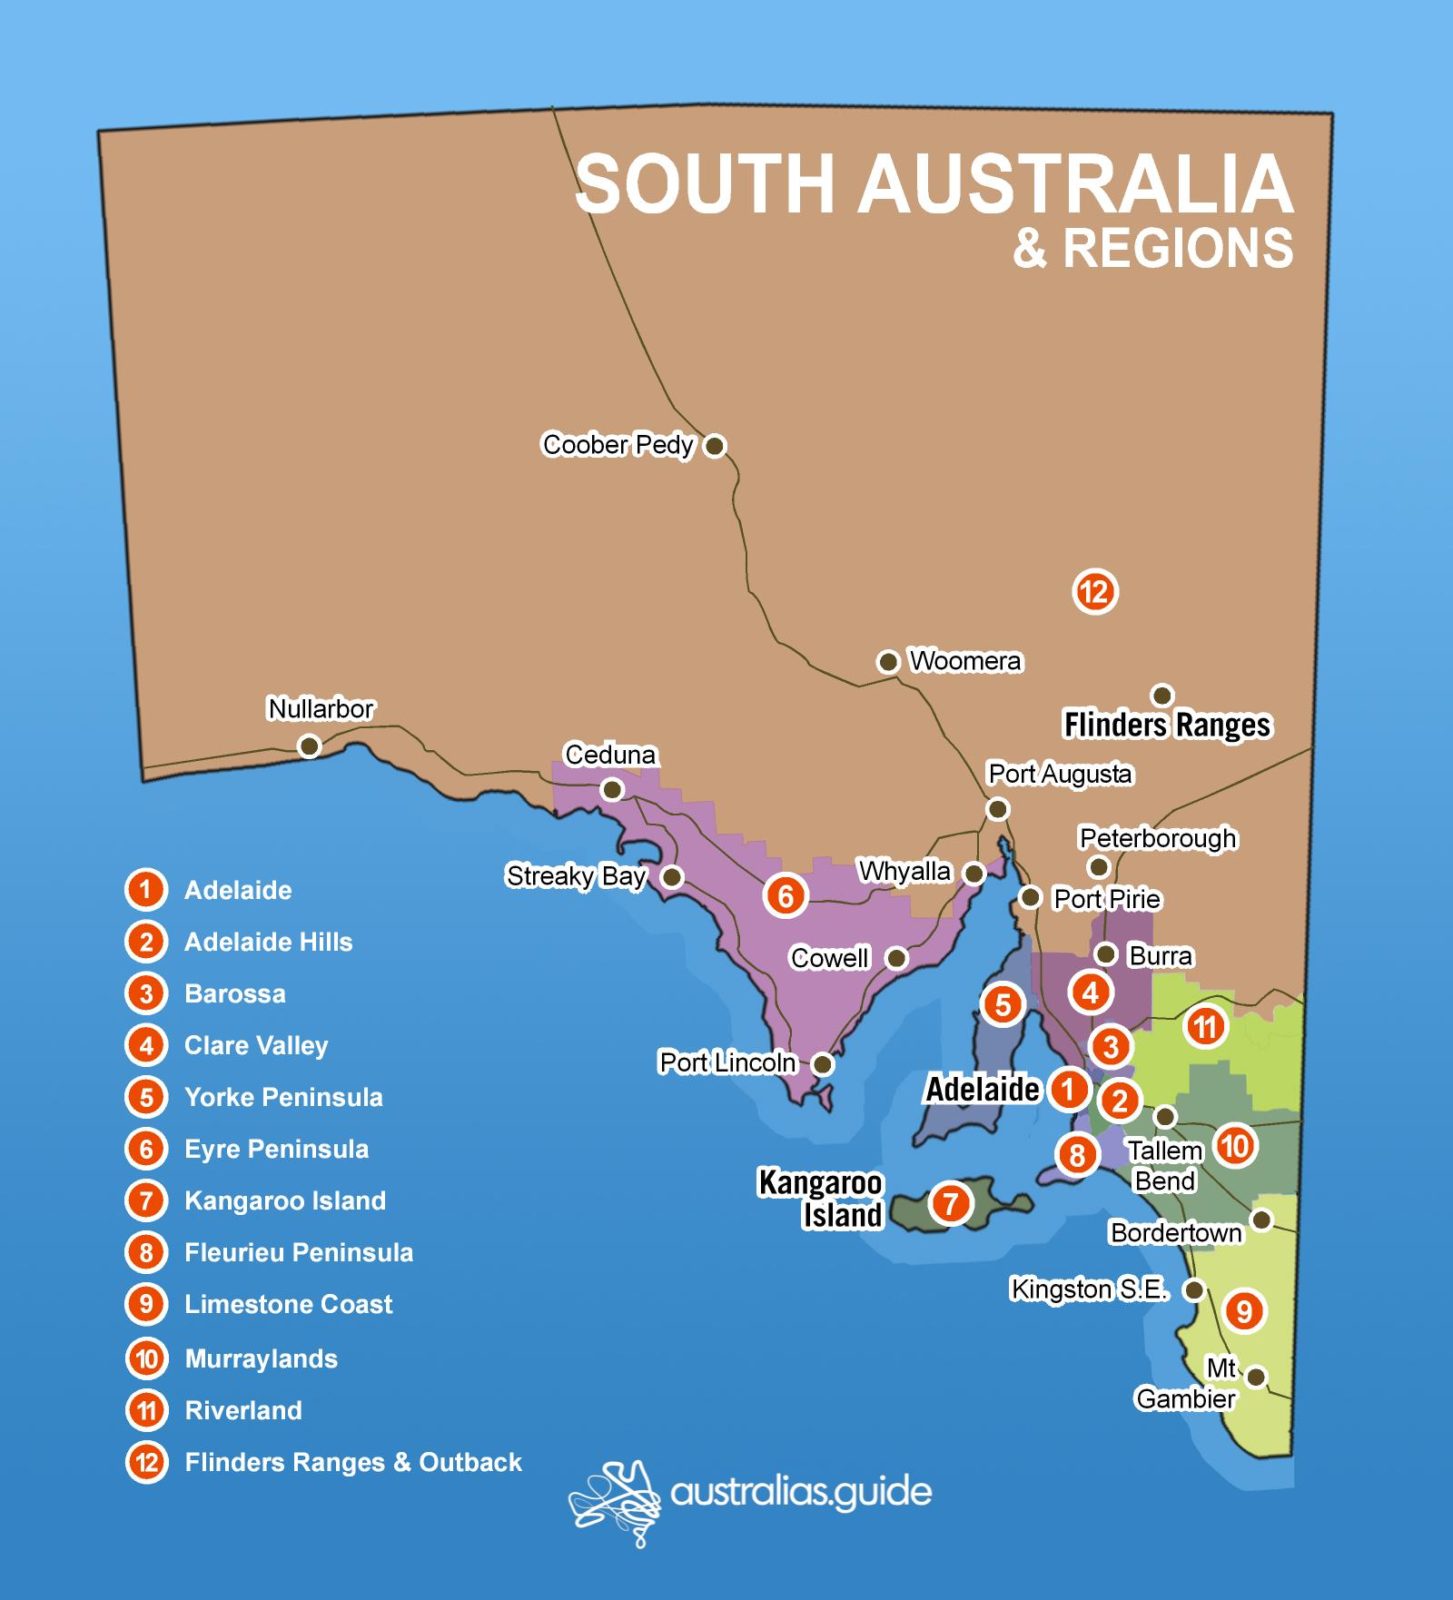 SOUTH AUSTRALIA
& REGIONS
Coober Pedy
12
Woomera
Nullarbor
Flinders Ranges
Ceduna
Port Augusta
Peterborough
Streaky Bay
6
Whyalla
Port Pirie
Cowell
Burra
5
4
11
3
Port Lincoln
Adelaide
1
2
8
Tallem
Bend
10
Kangaroo
Island
7
Bordertown
Kingston S.E.
9
Mt
Gambier
1 Adelaide
2 Adelaide Hills
3 Barossa
4 Clare Valley
5 Yorke Peninsula
6 Eyre Peninsula
7 Kangaroo Island
8 Fleurieu Peninsula
9 Limestone Coast
10 Murraylands
11 Riverland
12 Flinders Ranges & Outback
australias.guide